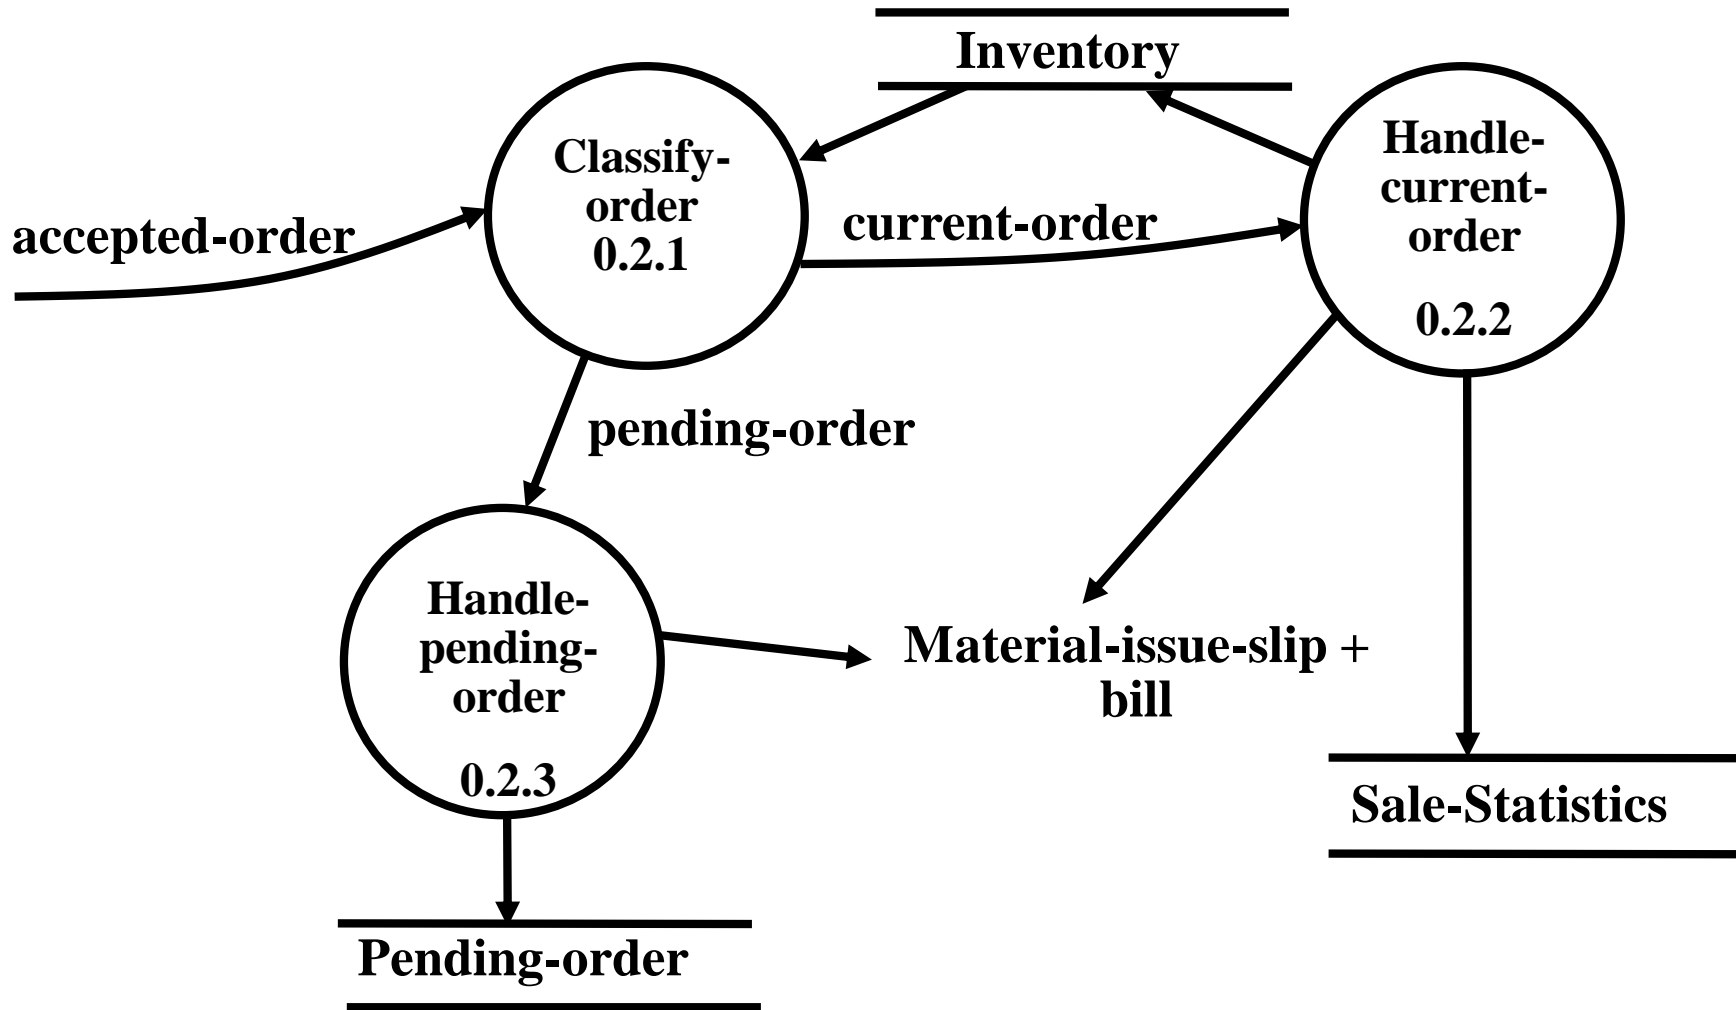 Inventory
Classify-
order
0.2.1
Handle-
current-
order
0.2.2
accepted-order
current-order
pending-order
Handle-
pending-
order
0.2.3
Material-issue-slip +
bill
Sale-Statistics
Pending-order